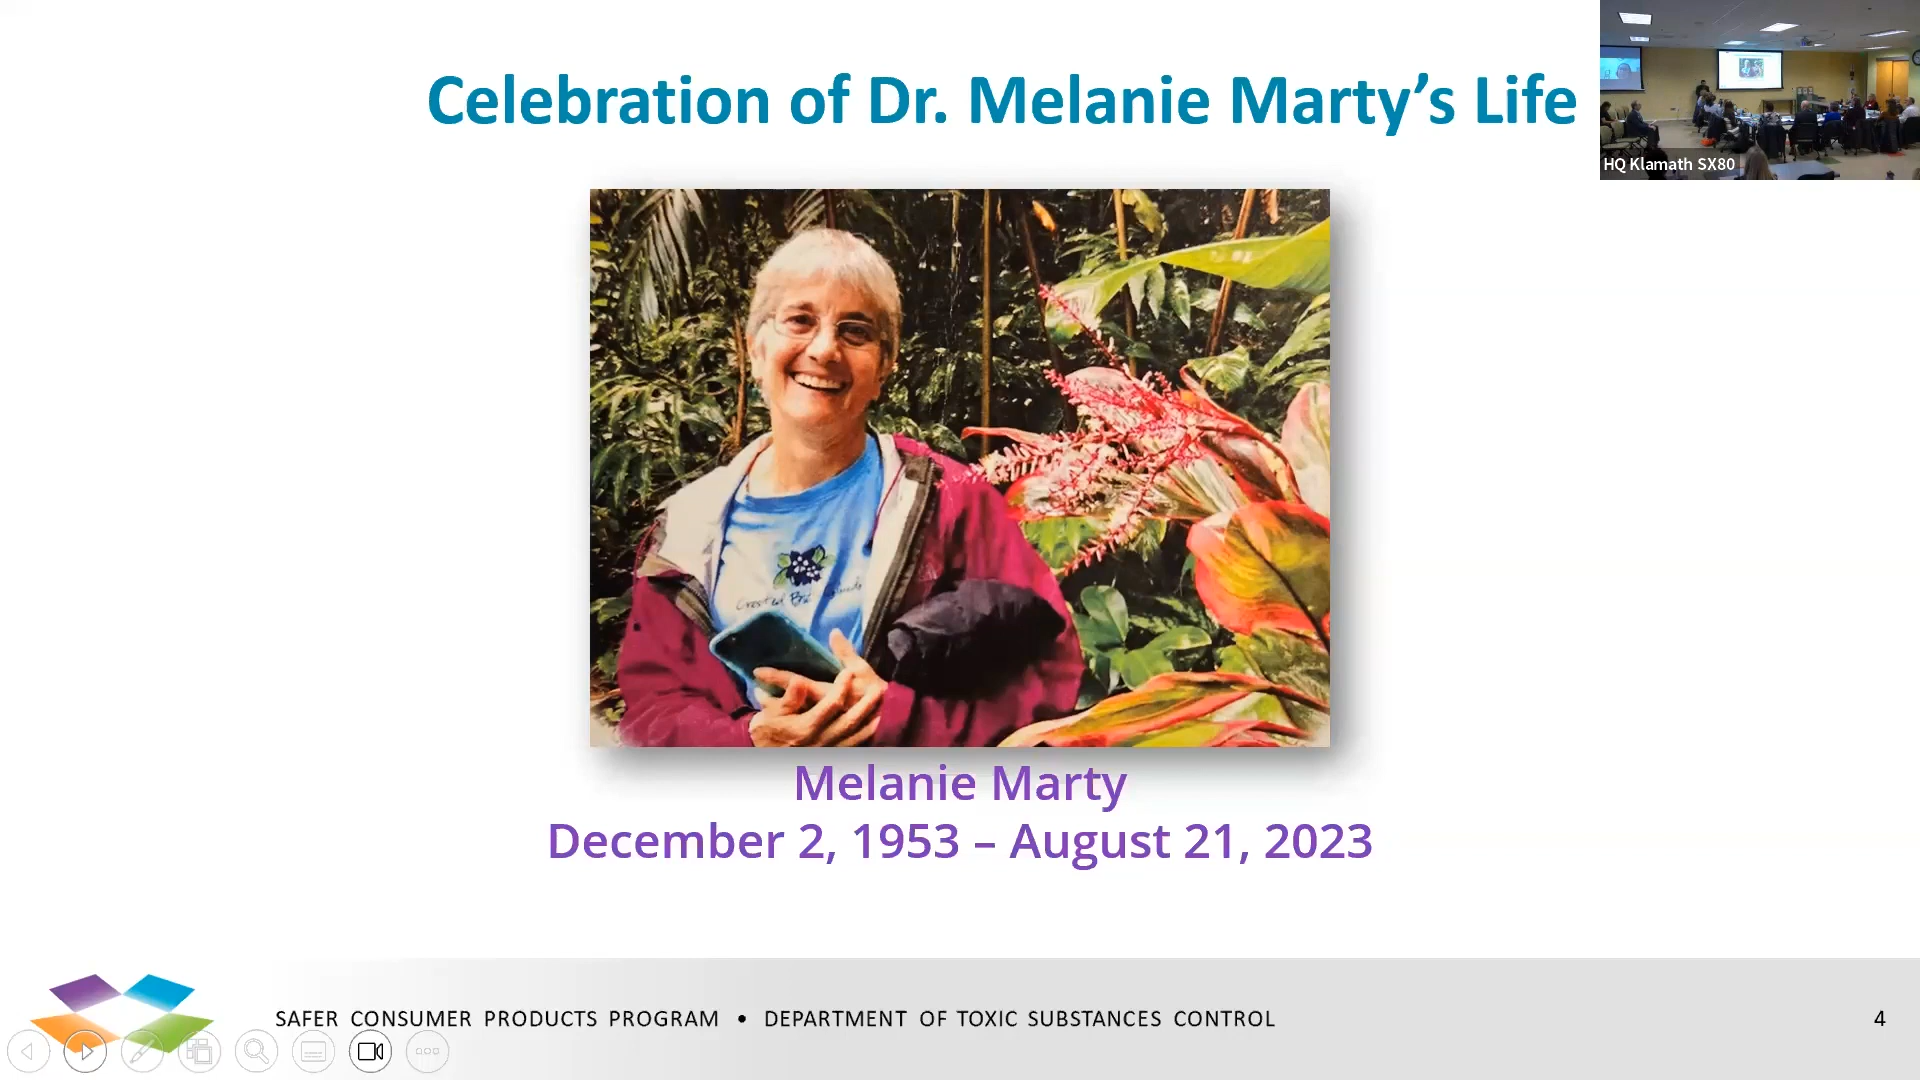 Celebration of Dr. Melanie Marty’s Life
HQ Klamath SX80
Melanie Marty
December 2, 1953 – August 21, 2023
SAFER CONSUMER PRODUCTS PROGRAM • DEPARTMENT OF TOXIC SUBSTANCES CONTROL
4